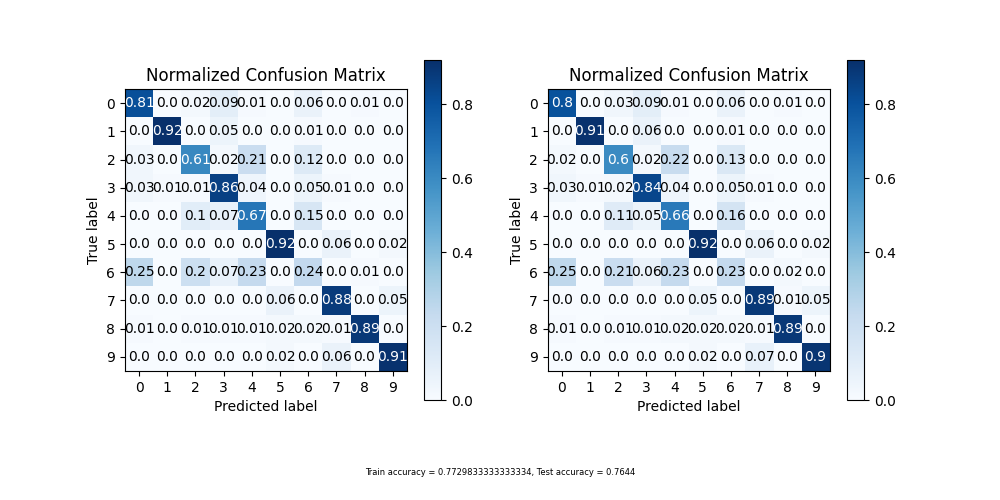 Normalized Confusion Matrix Normalized Confusion Matrix
0 0.81 0.0 0.02 0.09 0.01 0.0 0.06 0.0 0.01 0.0 0.8 0 0.8 0.0 0.03 0.09 0.01 0.0 0.06 0.0 0.01 0.0 0.8
1 0.0 0.92 0.0 0.05 0.0 0.0 0.01 0.0 0.0 0.0 1 0.0 0.91 0.0 0.06 0.0 0.0 0.01 0.0 0.0 0.0
2 0.03 0.0 0.61 0.02 0.21 0.0 0.12 0.0 0.0 0.0 2 0.02 0.0 0.6 0.02 0.22 0.0 0.13 0.0 0.0 0.0
3 0.03 0.01 0.01 0.86 0.04 0.0 0.05 0.01 0.0 0.0 0.6 3 0.03 0.01 0.02 0.84 0.04 0.0 0.05 0.01 0.0 0.0 0.6
4 0.0 0.0 0.1 0.07 0.67 0.0 0.15 0.0 0.0 0.0 4 0.0 0.0 0.11 0.05 0.66 0.0 0.16 0.0 0.0 0.0
True label True label
5 0.0 0.0 0.0 0.0 0.0 0.92 0.0 0.06 0.0 0.02 0.4 5 0.0 0.0 0.0 0.0 0.0 0.92 0.0 0.06 0.0 0.02 0.4
6 0.25 0.0 0.2 0.07 0.23 0.0 0.24 0.0 0.01 0.0 6 0.25 0.0 0.21 0.06 0.23 0.0 0.23 0.0 0.02 0.0
7 0.0 0.0 0.0 0.0 0.0 0.06 0.0 0.88 0.0 0.05 7 0.0 0.0 0.0 0.0 0.0 0.05 0.0 0.89 0.01 0.05
8 0.01 0.0 0.01 0.01 0.01 0.02 0.02 0.01 0.89 0.0 0.2 8 0.01 0.0 0.01 0.01 0.02 0.02 0.02 0.01 0.89 0.0 0.2
9 0.0 0.0 0.0 0.0 0.0 0.02 0.0 0.06 0.0 0.91 9 0.0 0.0 0.0 0.0 0.0 0.02 0.0 0.07 0.0 0.9
0 1 2 3 4 5 6 7 8 9 0.0 0 1 2 3 4 5 6 7 8 9 0.0
Predicted label Predicted label
Train accuracy = 0.7729833333333334, Test accuracy = 0.7644